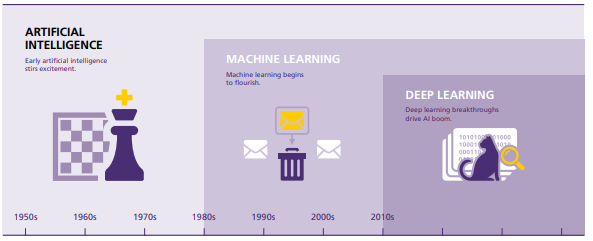 ARTIFICIAL
INTELLIGENCE
Early artificial intelligence
stirs excitement.
MACHINE LEARNING
Machine learning begins
to flourish.
DEEP LEARNING
Deep learning breakthroughs
drive AI boom.
1950s 1960s 1970s 1980s 1990s 2000s 2010s